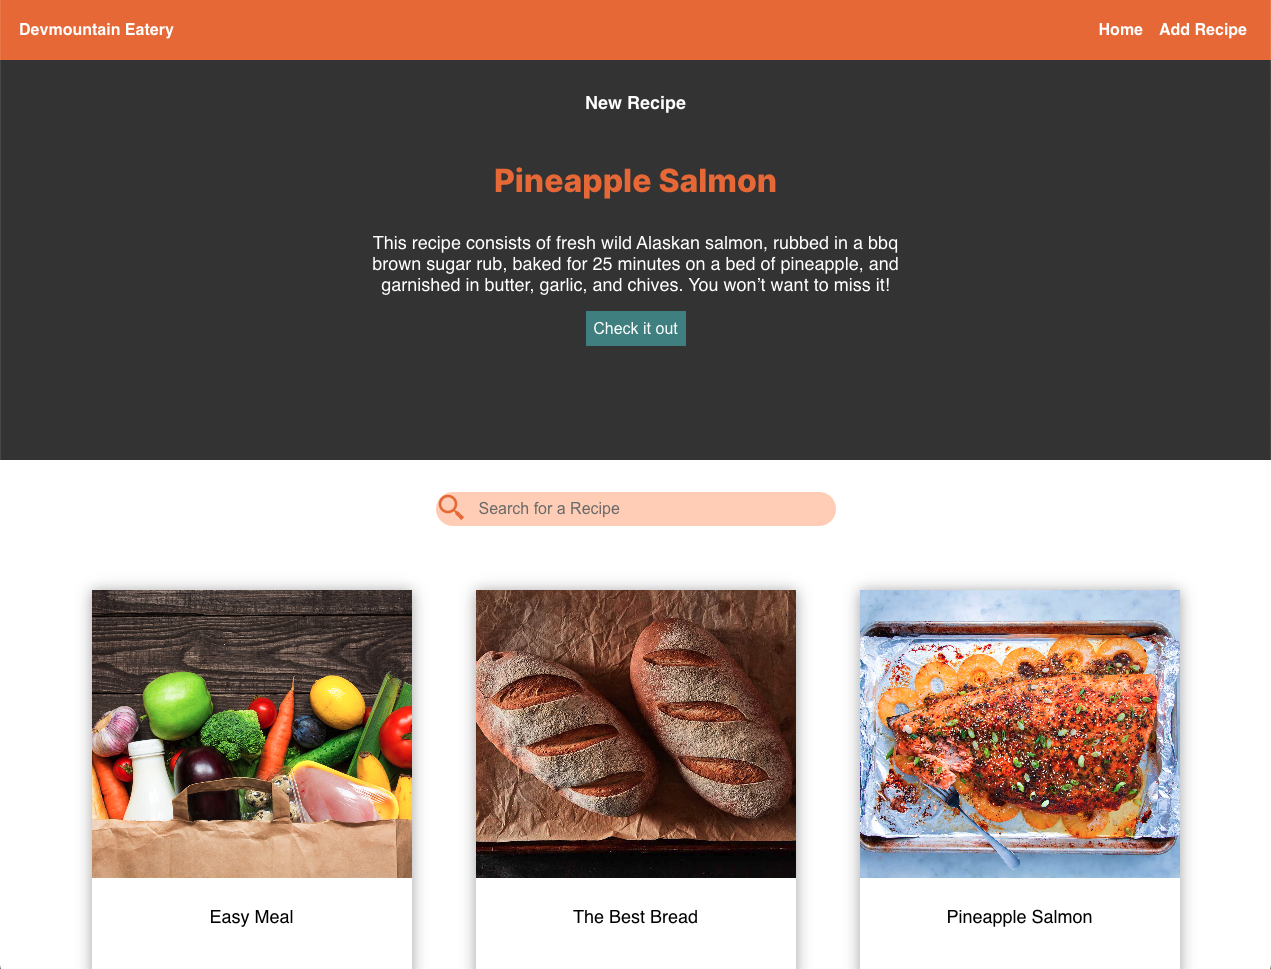 Devmountain Eatery
Home Add Recipe
New Recipe
Pineapple Salmon
This recipe consists of fresh wild Alaskan salmon, rubbed in a bbq
brown sugar rub, baked for 25 minutes on a bed of pineapple, and
garnished in butter, garlic, and chives. You won’t want to miss it!
Check it out
Search for a Recipe
Easy Meal
The Best Bread
Pineapple Salmon